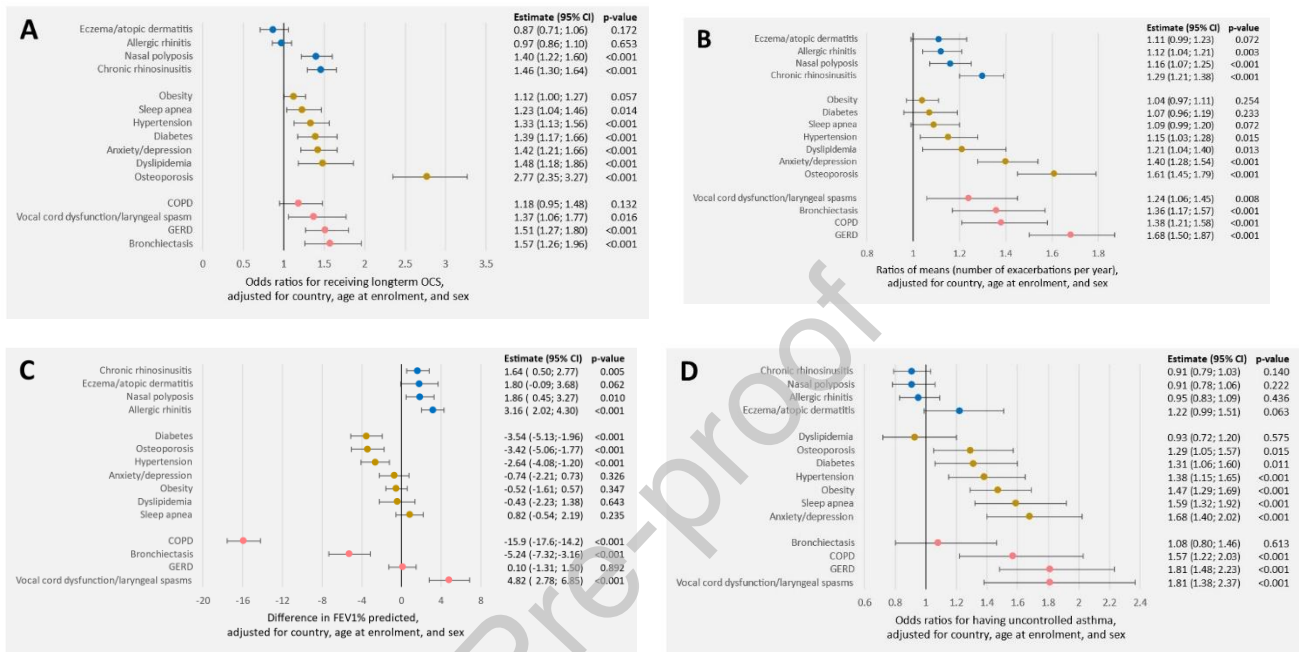 A
Estimate (95% CI) p-value
Eczema/atopic dermatitis 0.87 (0.71; 1.06) 0.172
Allergic rhinitis 0.97 (0.86; 1.10) 0.653
Nasal polyposis 1.40 (1.22; 1.60) <0.001
Chronic rhinosinusitis 1.46 (1.30; 1.64) <0.001
Obesity 1.12 (1.00; 1.27) 0.057
Sleep apnea 1.23 (1.04; 1.46) 0.014
Hypertension 1.33 (1.13; 1.56) <0.001
Diabetes 1.39 (1.17; 1.66) <0.001
Anxiety/depression 1.42 (1.21; 1.66) <0.001
Dyslipidemia 1.48 (1.18; 1.86) <0.001
Osteoporosis 2.77 (2.35; 3.27) <0.001
COPD 1.18 (0.95; 1.48) 0.132
Vocal cord dysfunction/laryngeal spasm 1.37 (1.06; 1.77) 0.016
GERD 1.51 (1.27; 1.80) <0.001
Bronchiectasis 1.57 (1.26; 1.96) <0.001
0 0.5 1 1.5 2 2.5 3 3.5
Odds ratios for receiving longterm OCS,
adjusted for country, age at enrolment, and sex
B
Estimate (95% CI) p-value
Eczema/atopic dermatitis 1.11 (0.99; 1.23) 0.072
Allergic rhinitis 1.12 (1.04; 1.21) 0.003
Nasal polyposis 1.16 (1.07; 1.25) <0.001
Chronic rhinosinusitis 1.29 (1.21; 1.38) <0.001
Obesity 1.04 (0.97; 1.11) 0.254
Diabetes 1.07 (0.96; 1.19) 0.233
Sleep apnea 1.09 (0.99; 1.20) 0.072
Hypertension 1.15 (1.03; 1.28) 0.015
Dyslipidemia 1.21 (1.04; 1.40) 0.013
Anxiety/depression 1.40 (1.28; 1.54) <0.001
Osteoporosis 1.61 (1.45; 1.79) <0.001
Vocal cord dysfunction/laryngeal spasms 1.24 (1.06; 1.45) 0.008
Bronchiectasis 1.36 (1.17; 1.57) <0.001
COPD 1.38 (1.21; 1.58) <0.001
GERD 1.68 (1.50; 1.87) <0.001
0.8 1 1.2 1.4 1.6 1.8
Ratios of means (number of exacerbations per year),
adjusted for country, age at enrolment, and sex
C
Estimate (95% CI) p-value
Chronic rhinosinusitis 1.64 ( 0.50; 2.77) 0.005
Eczema/atopic dermatitis 1.80 (-0.09; 3.68) 0.062
Nasal polyposis 1.86 ( 0.45; 3.27) 0.010
Allergic rhinitis 3.16 ( 2.02; 4.30) <0.001
Diabetes -3.54 (-5.13;-1.96) <0.001
Osteoporosis -3.42 (-5.06;-1.77) <0.001
Hypertension -2.64 (-4.08;-1.20) <0.001
Anxiety/depression -0.74 (-2.21; 0.73) 0.326
Obesity -0.52 (-1.61; 0.57) 0.347
Dyslipidemia -0.43 (-2.23; 1.38) 0.643
Sleep apnea 0.82 (-0.54; 2.19) 0.235
COPD -15.9 (-17.6;-14.2) <0.001
Bronchiectasis -5.24 (-7.32;-3.16) <0.001
GERD 0.10 (-1.31; 1.50) 0.892
Vocal cord dysfunction/laryngeal spasms 4.82 ( 2.78; 6.85) <0.001
-20 -16 -12 -8 -4 0 4 8
Difference in FEV1% predicted,
adjusted for country, age at enrolment, and sex
D
Estimate (95% CI) p-value
Chronic rhinosinusitis 0.91 (0.79; 1.03) 0.140
Nasal polyposis 0.91 (0.78; 1.06) 0.222
Allergic rhinitis 0.95 (0.83; 1.09) 0.436
Eczema/atopic dermatitis 1.22 (0.99; 1.51) 0.063
Dyslipidemia 0.93 (0.72; 1.20) 0.575
Osteoporosis 1.29 (1.05; 1.57) 0.015
Diabetes 1.31 (1.06; 1.60) 0.011
Hypertension 1.38 (1.15; 1.65) <0.001
Obesity 1.47 (1.29; 1.69) <0.001
Sleep apnea 1.59 (1.32; 1.92) <0.001
Anxiety/depression 1.68 (1.40; 2.02) <0.001
Bronchiectasis 1.08 (0.80; 1.46) 0.613
COPD 1.57 (1.22; 2.03) <0.001
GERD 1.81 (1.48; 2.23) <0.001
Vocal cord dysfunction/laryngeal spasms 1.81 (1.38; 2.37) <0.001
0.6 0.8 1 1.2 1.4 1.6 1.8 2 2.2 2.4
Odds ratios for having uncontrolled asthma,
adjusted for country, age at enrolment, and sex
Pre-proof